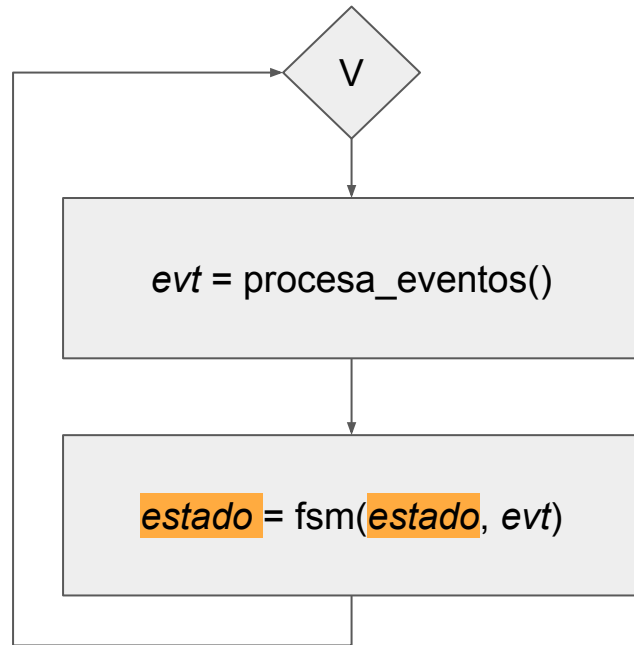 V
evt = procesa_eventos()
estado = fsm(estado, evt)